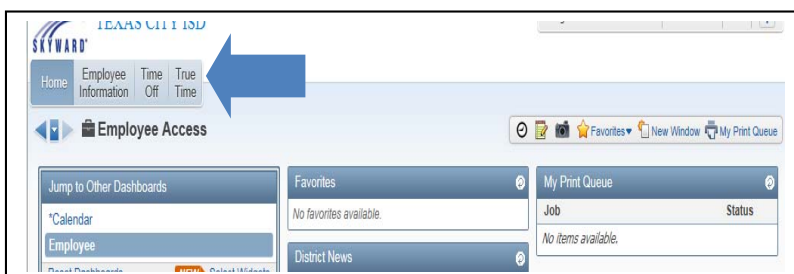 TEXAS CITY ISD
SKYWARD
Home
Employee Information
Time Off
True Time
Employee Access
Favorites
New Window
My Print Queue
Jump to Other Dashboards
*Calendar
Employee
Reset Dashboards
NEW
Select Widgets
Favorites
No favorites available.
District News
My Print Queue
Job Status
No items available.